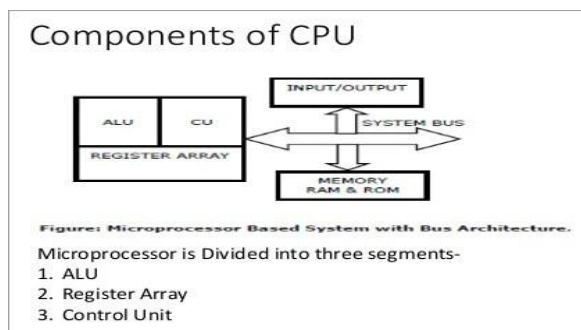 Components of CPU
INPUT/OUTPUT
ALU
CU
SYSTEM BUS
REGISTER ARRAY
MEMORY
RAM & ROM
Figure: Microprocessor Based System with Bus Architecture.
Microprocessor is Divided into three segments-
1. ALU
2. Register Array
3. Control Unit